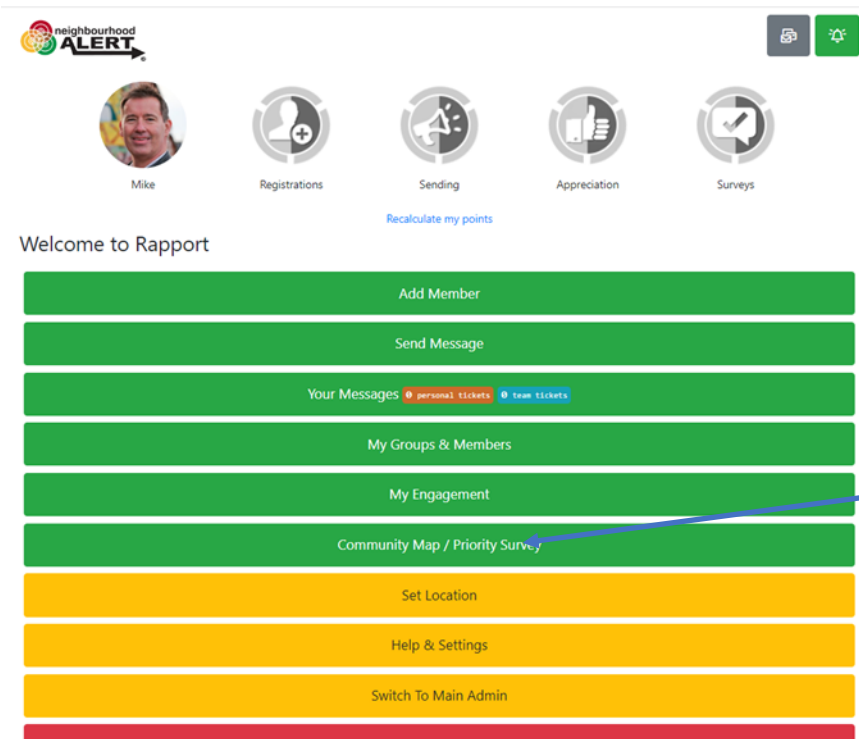 neighbourhood
ALERT
Mike
Registrations
Sending
Appreciation
Surveys
Recalculate my points
Welcome to Rapport
Add Member
Send Message
Your Messages 0 personal tickets 0 team tickets
My Groups & Members
My Engagement
Community Map / Priority Survey
Set Location
Help & Settings
Switch To Main Admin